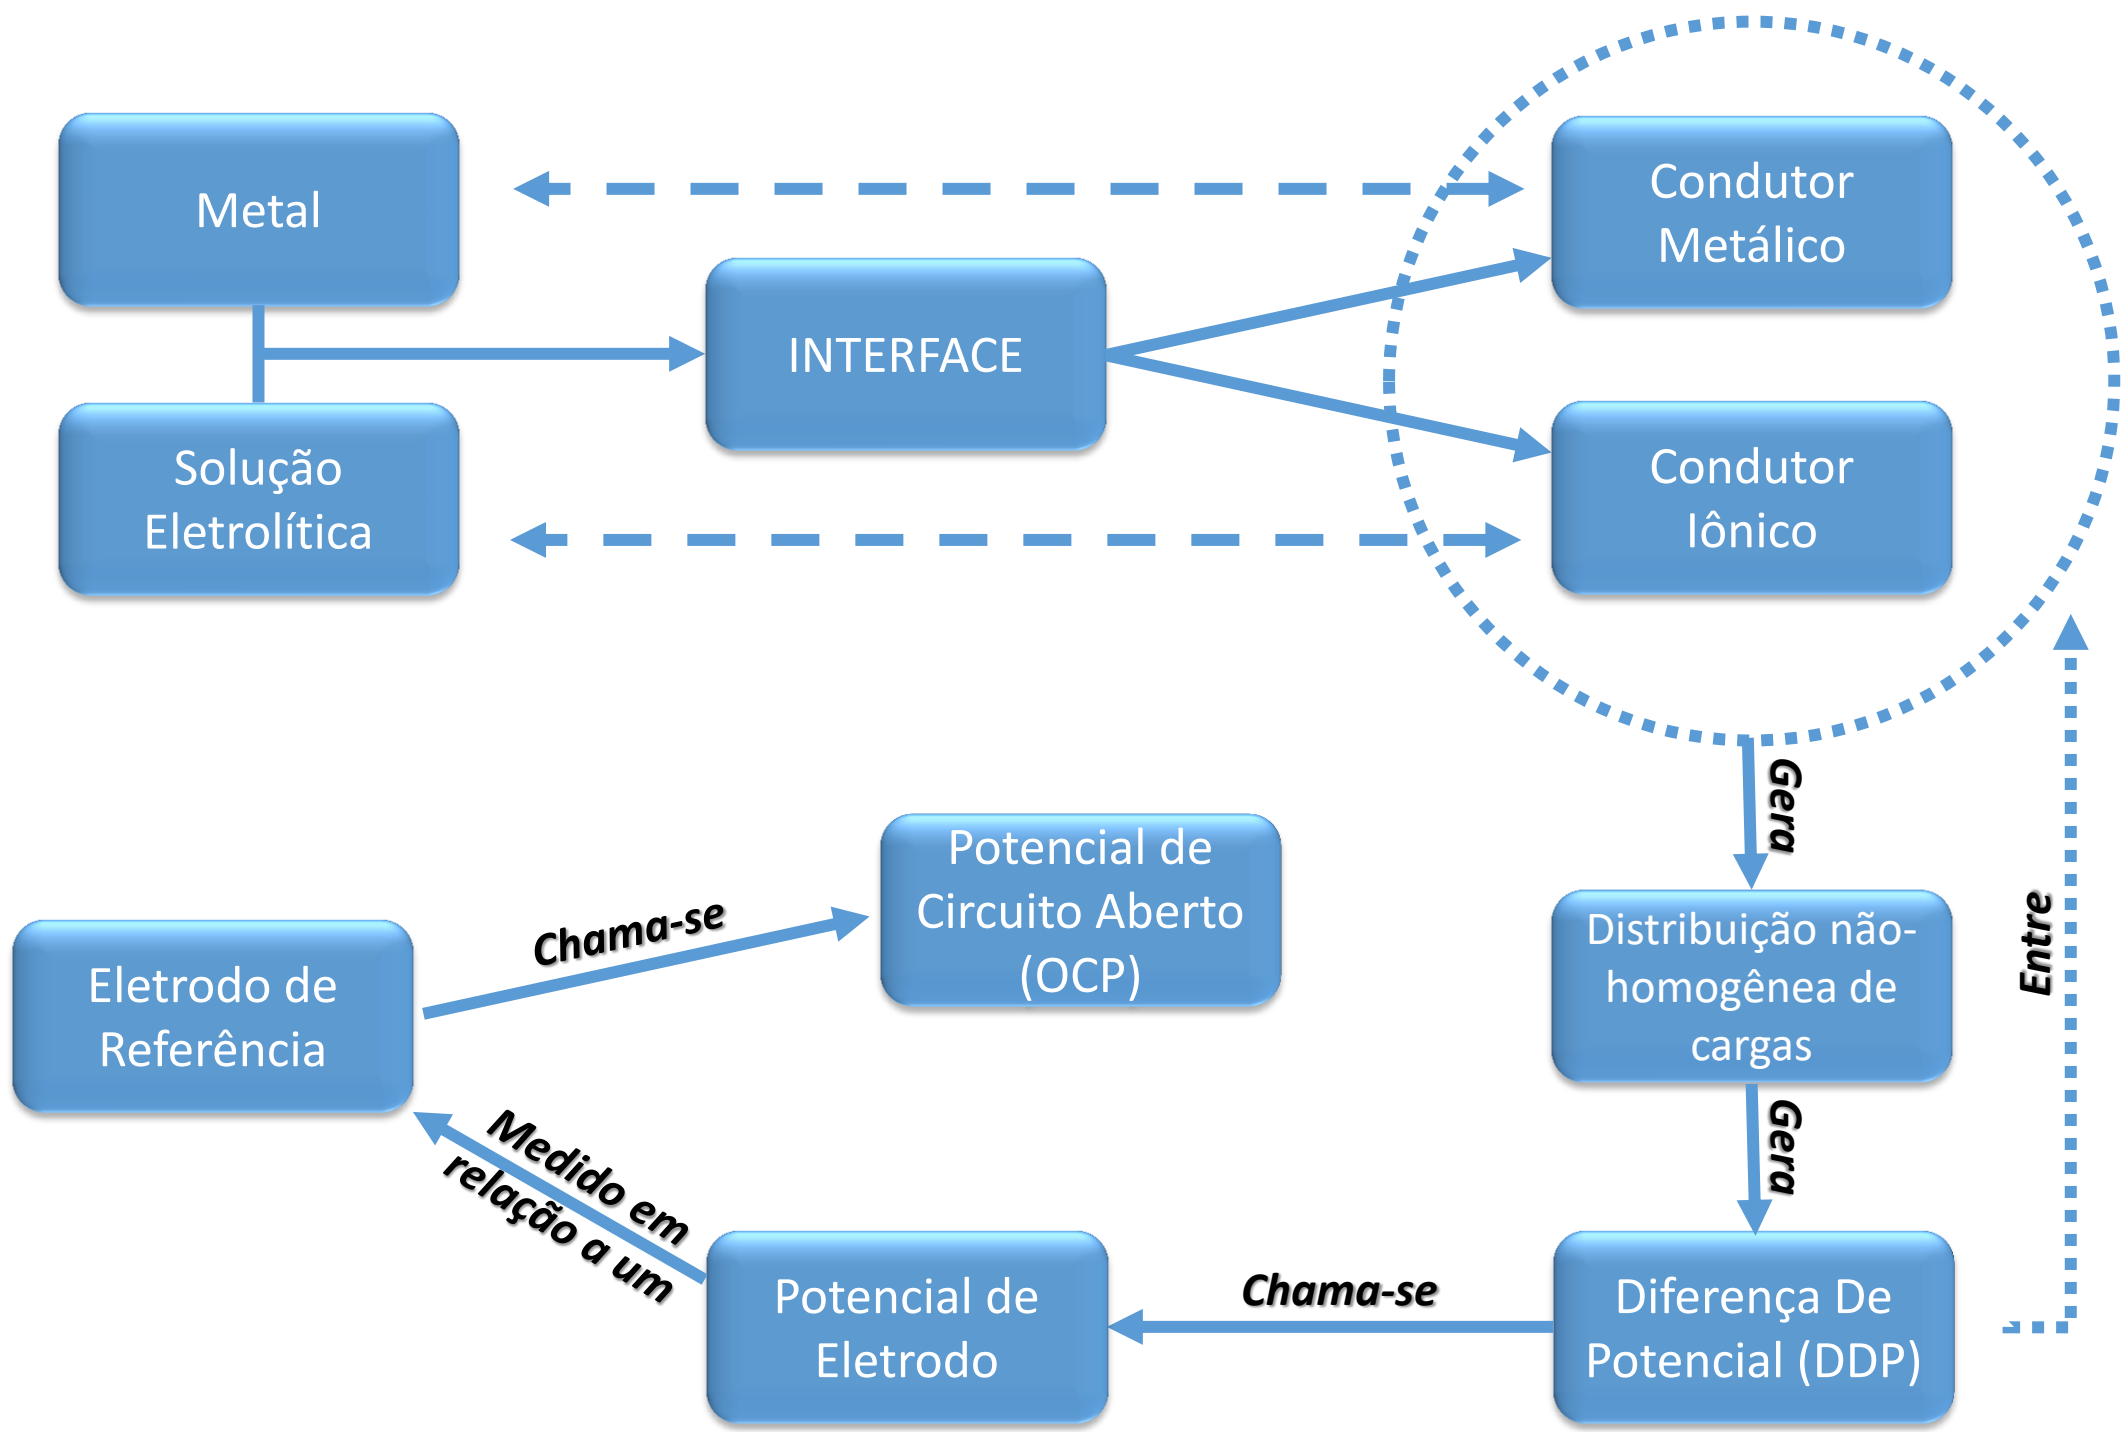 Metal
Condutor
Metálico
INTERFACE
Solução
Eletrolítica
Condutor
Iônico
Gera
Potencial de
Circuito Aberto
(OCP)
Chama-se
Eletrodo de
Referência
Distribuição não-
homogênea de
cargas
Entre
Medido em
relação a um
Gera
Chama-se
Potencial de
Eletrodo
Diferença De
Potencial (DDP)